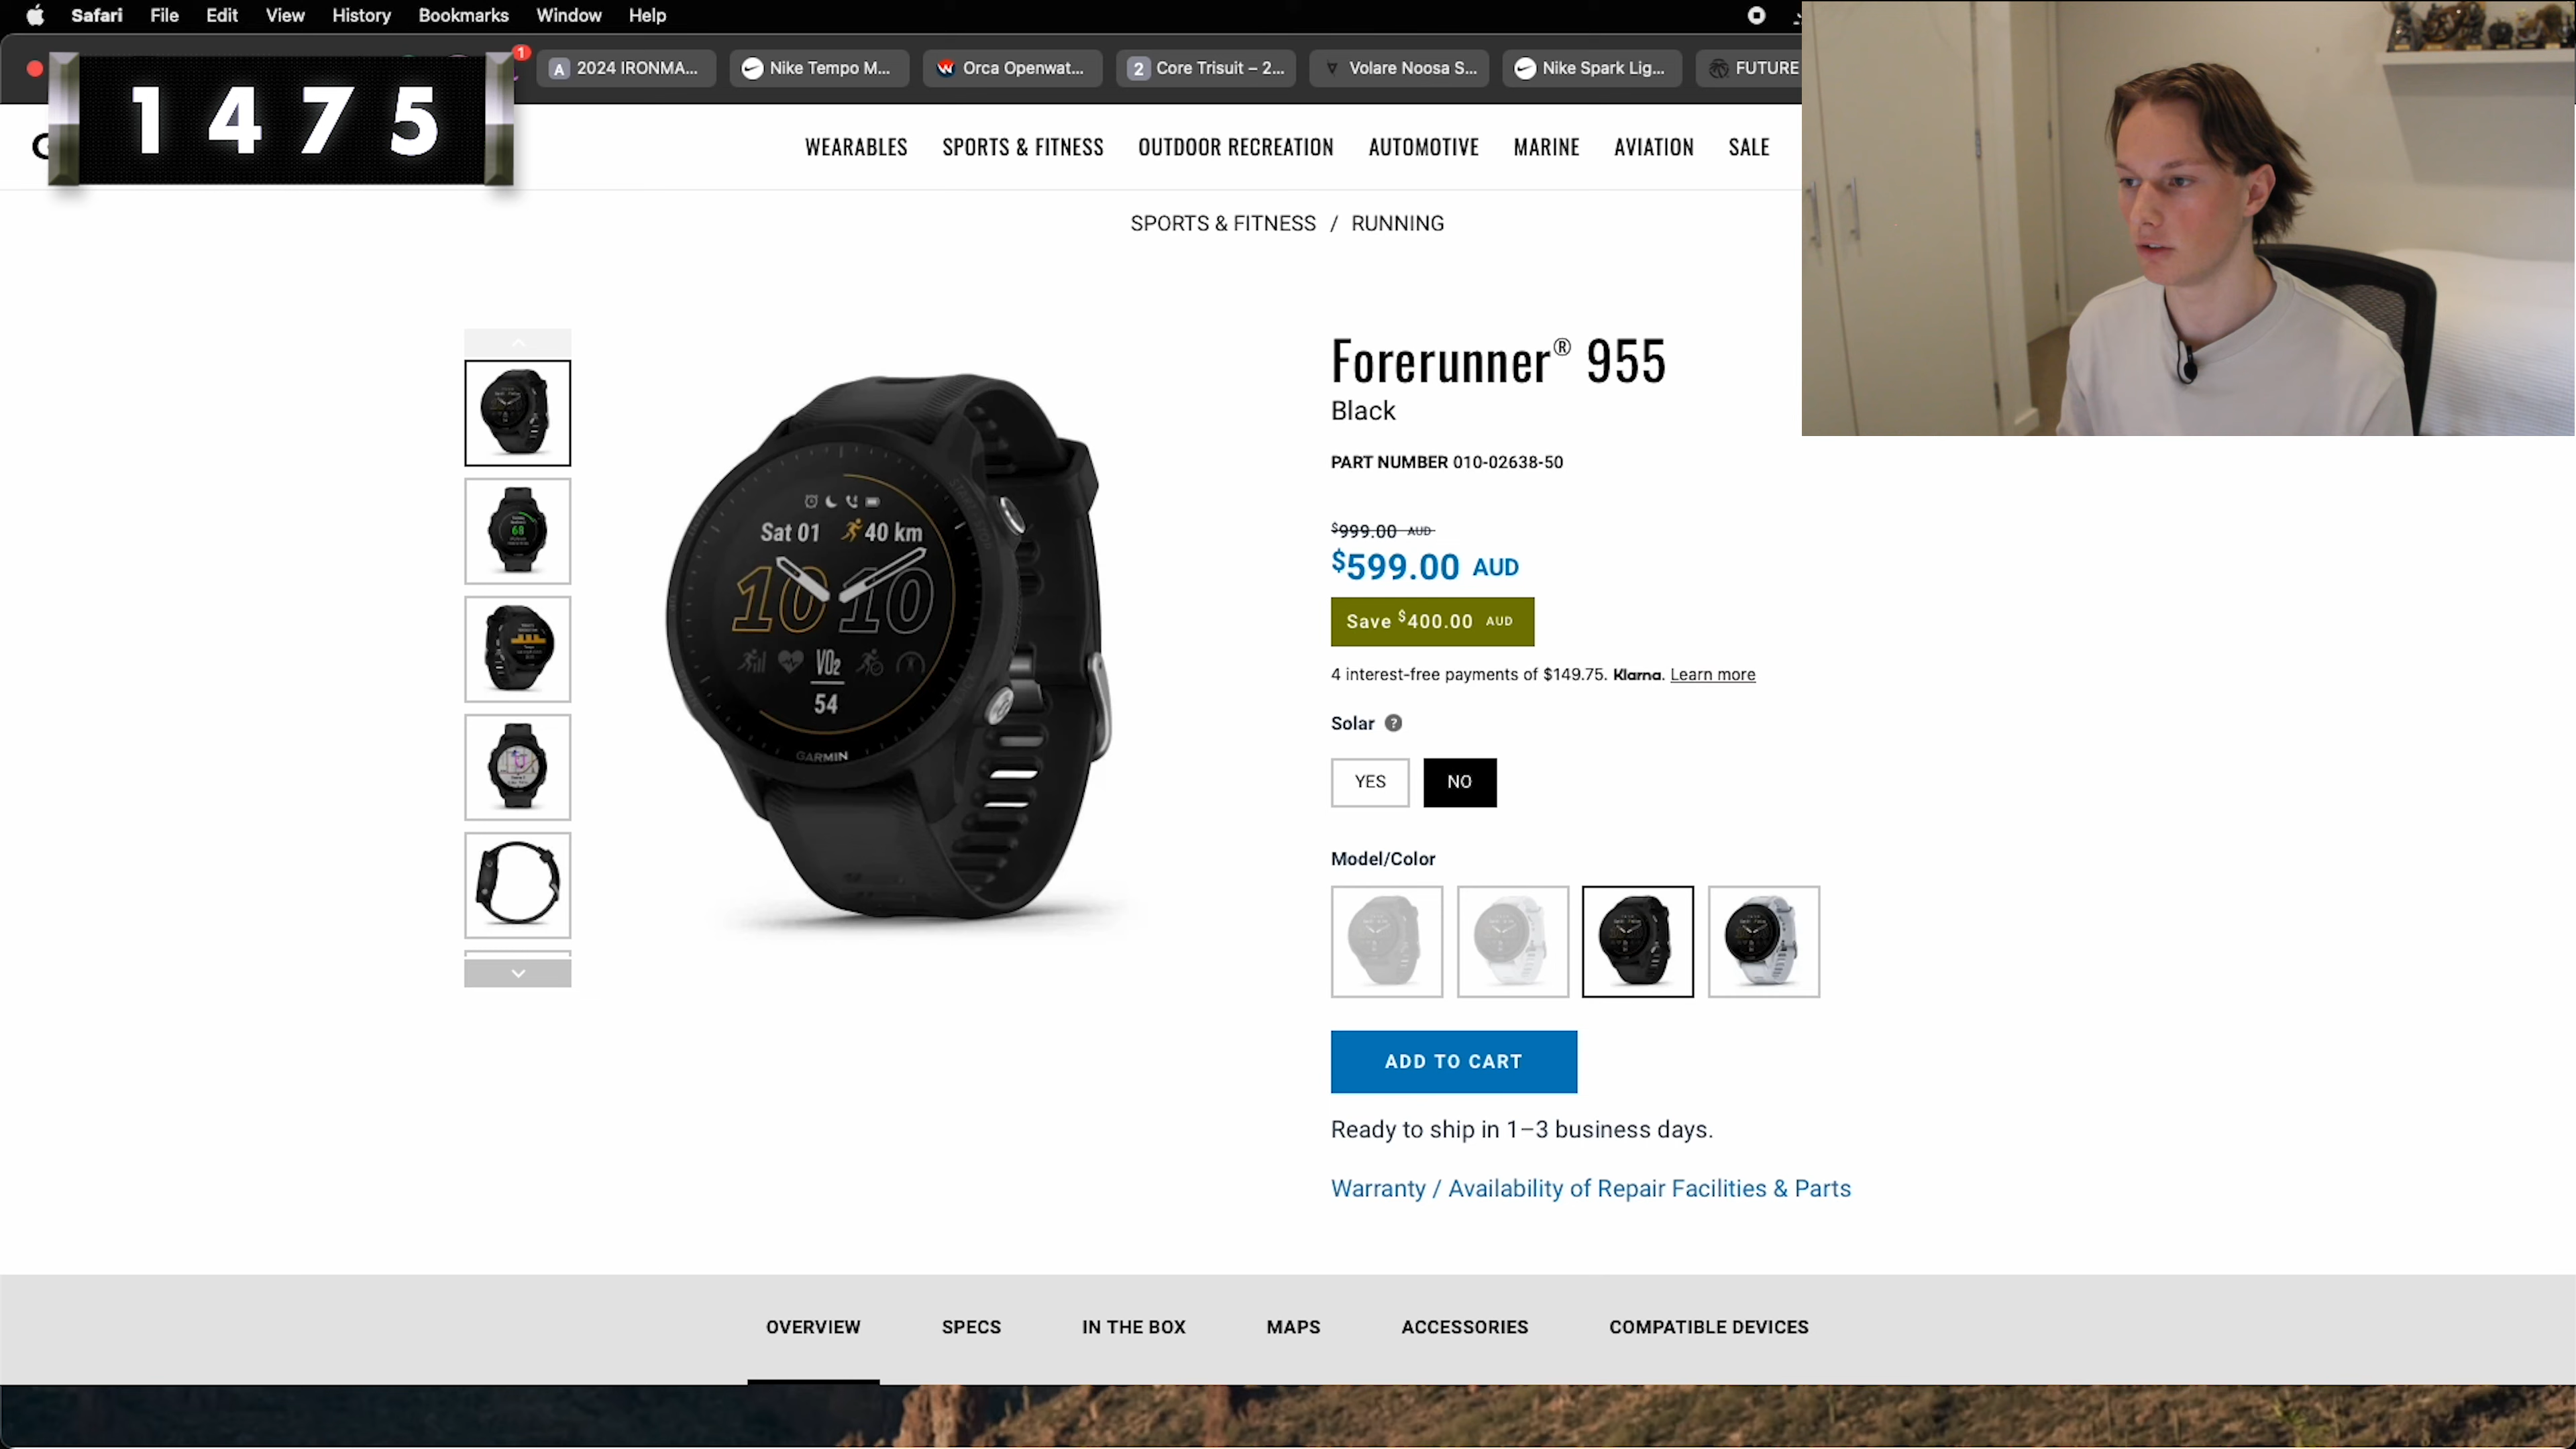 Safari File Edit View History Bookmarks Window Help
1
2024 IRONMA...
Nike Tempo M...
Orca Openwat...
Core Trisuit – 2...
Volare Noosa S...
Nike Spark Lig...
FUTURE
1475
WEARABLES SPORTS & FITNESS OUTDOOR RECREATION AUTOMOTIVE MARINE AVIATION SALE
SPORTS & FITNESS / RUNNING
Forerunner® 955
Black
PART NUMBER 010-02638-50
$999.00 AUD
$599.00 AUD
Save $400.00 AUD
4 interest-free payments of $149.75. Klarna. Learn more
Solar ?
YES NO
Model/Color
ADD TO CART
Ready to ship in 1–3 business days.
Warranty / Availability of Repair Facilities & Parts
Sat 01 40 km
10 10
VO2
54
GARMIN
68
OVERVIEW SPECS IN THE BOX MAPS ACCESSORIES COMPATIBLE DEVICES